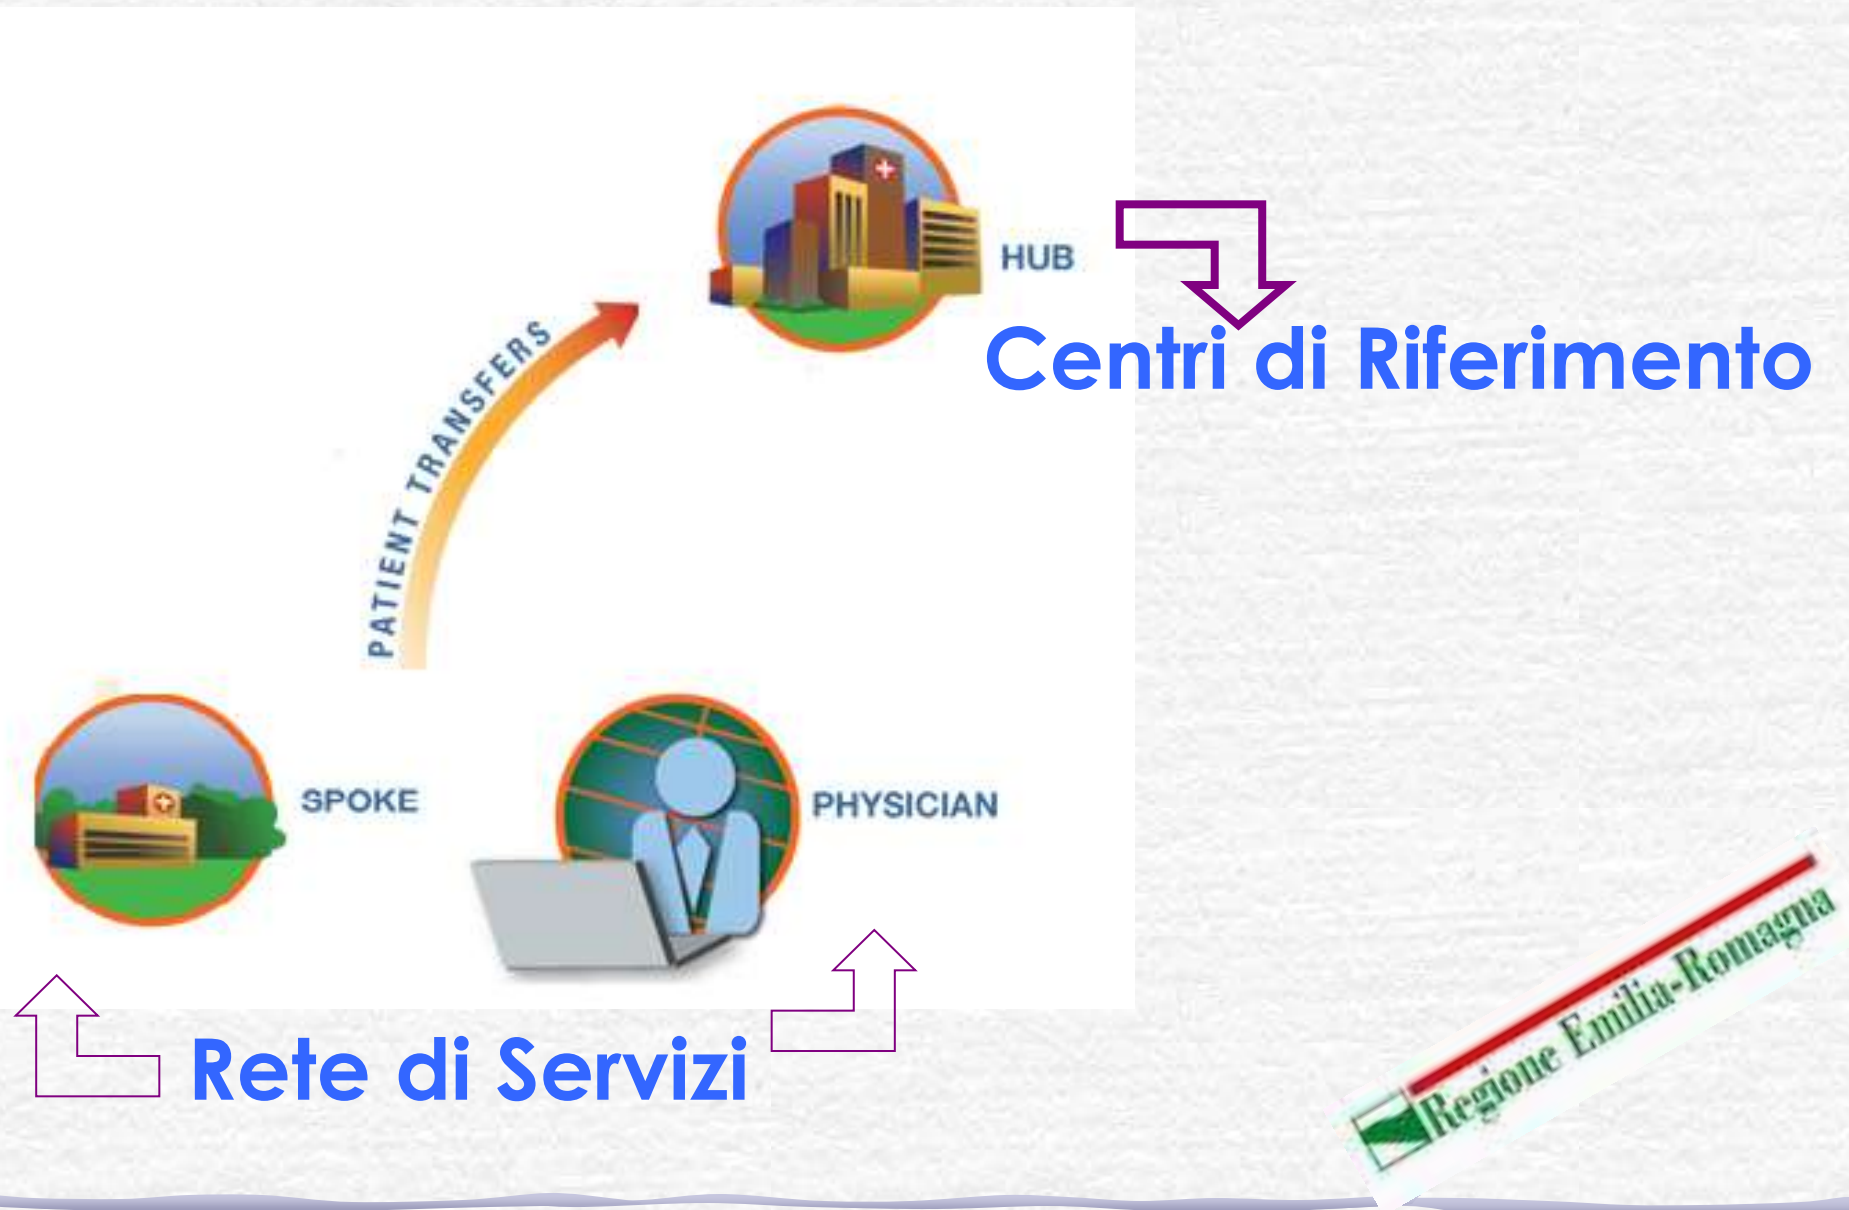 HUB
Centri di Riferimento
PATIENT TRANSFERS
SPOKE
PHYSICIAN
Rete di Servizi
Regione Emilia-Romagna